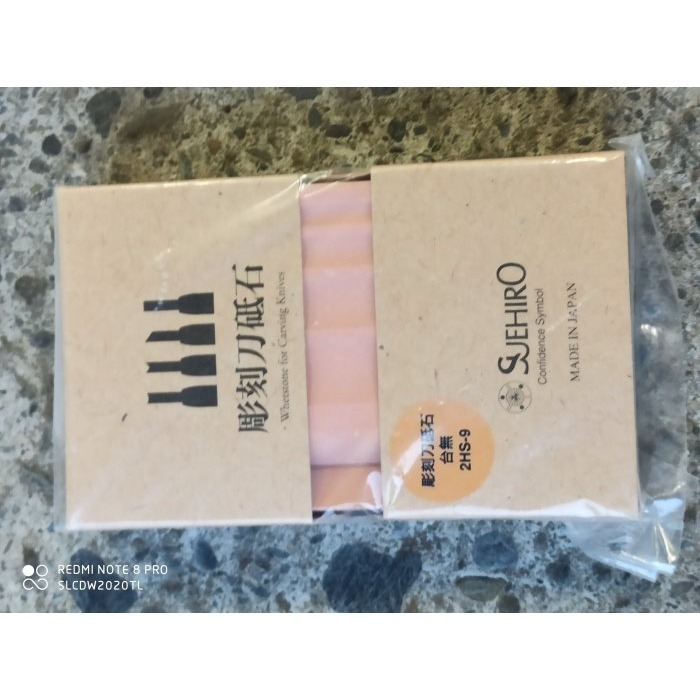 彫刻刀砥石
· Whetstone for Carving Knives
SUEHIRO
Confidence Symbol
MADE IN JAPAN
彫刻刀砥石
台無
2HS-9
REDMI NOTE 8 PRO
SLCDW2020TL